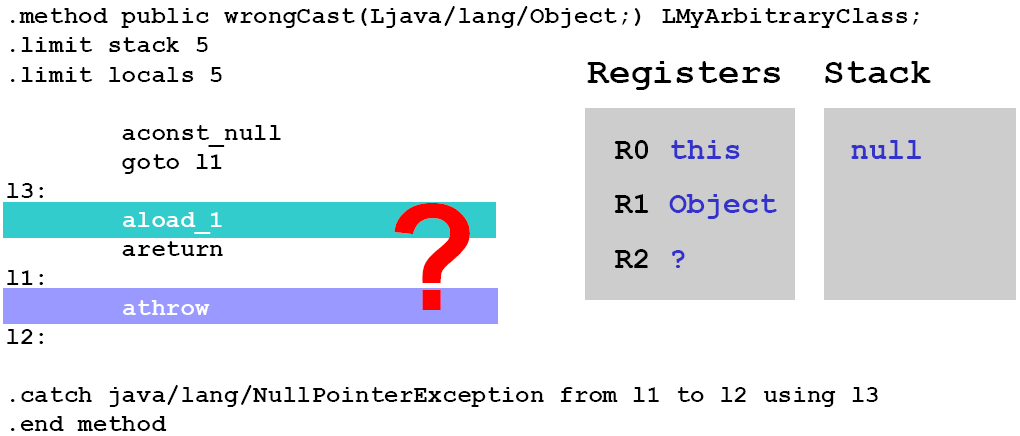 .method public wrongCast(Ljava/lang/Object;) LMyArbitraryClass;
.limit stack 5
.limit locals 5
Registers Stack
aconst_null
goto l1
l3:
aload_1
areturn
l1:
athrow
l2:
?
R0 this
R1 Object
R2 ?
null
.catch java/lang/NullPointerException from l1 to l2 using l3
.end method